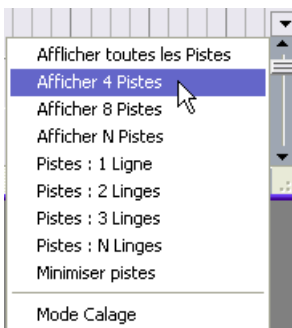 Afflicher toutes les Pistes
Afficher 4 Pistes
Afficher 8 Pistes
Afficher N Pistes
Pistes : 1 Ligne
Pistes : 2 Linges
Pistes : 3 Linges
Pistes : N Linges
Minimiser pistes
Mode Calage